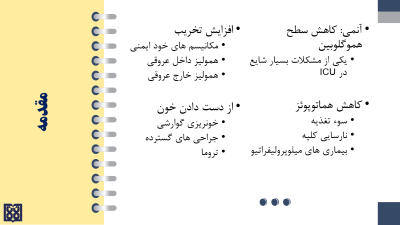 مقدمه
• آنمی: کاهش سطح
هموگلوبین
• یکی از مشکلات بسیار شایع
در ICU
• کاهش هماتوپوئز
• سوء تغذیه
• نارسایی کلیه
• بیماری های میلوپرولیفراتیو
• افزایش تخریب
• مکانیسم های خود ایمنی
• همولیز داخل عروقی
• همولیز خارج عروقی
• از دست دادن خون
• خونریزی گوارشی
• جراحی های گسترده
• تروما